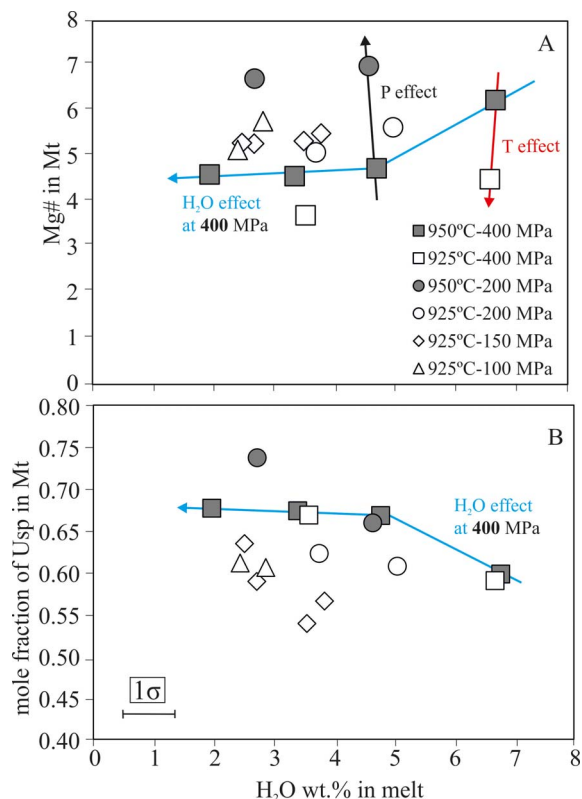 A
8
7
6
5
4
3
2
1
0
Mg# in Mt
P effect
T effect
H₂O effect
at 400 MPa
950ºC-400 MPa
925ºC-400 MPa
950ºC-200 MPa
925ºC-200 MPa
925ºC-150 MPa
925ºC-100 MPa
B
0.80
0.75
0.70
0.65
0.60
0.55
0.50
0.45
0.40
mole fraction of Usp in Mt
H₂O effect
at 400 MPa
1σ
0 1 2 3 4 5 6 7 8
H₂O wt.% in melt